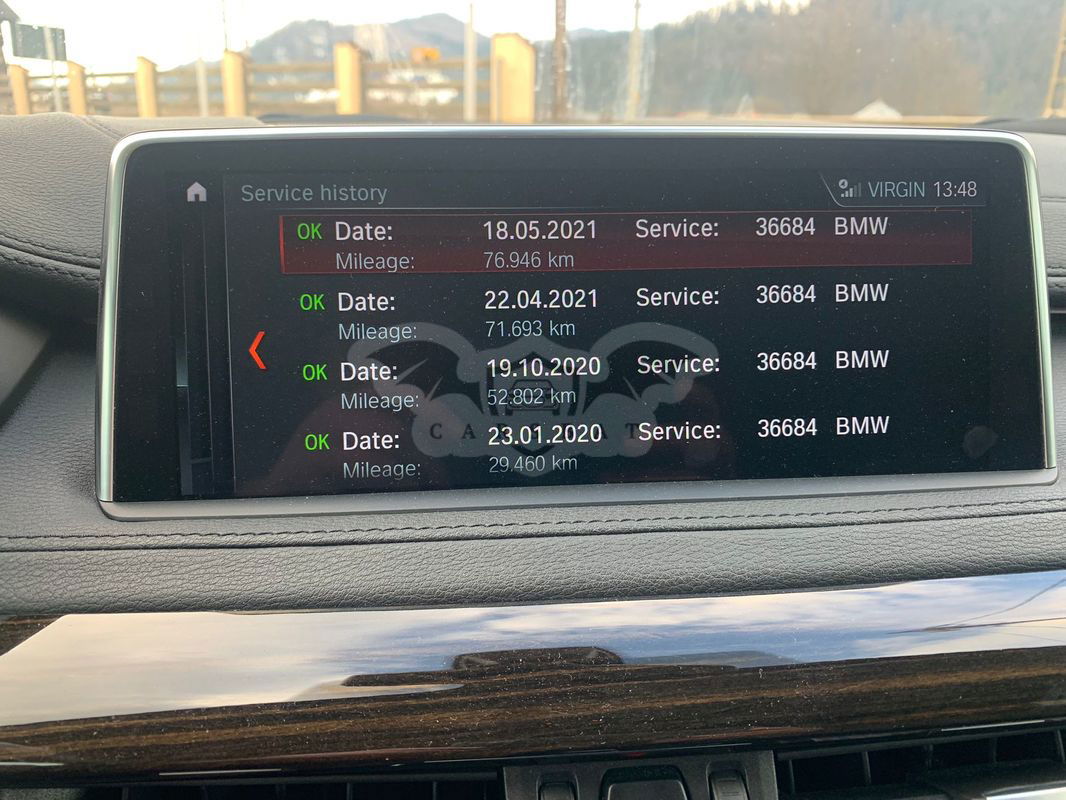 Service history VIRGIN 13:48
OK Date: 18.05.2021 Service: 36684 BMW
Mileage: 76.946 km
OK Date: 22.04.2021 Service: 36684 BMW
Mileage: 71.693 km
OK Date: 19.10.2020 Service: 36684 BMW
Mileage: 52.802 km
OK Date: 23.01.2020 Service: 36684 BMW
Mileage: 29.460 km